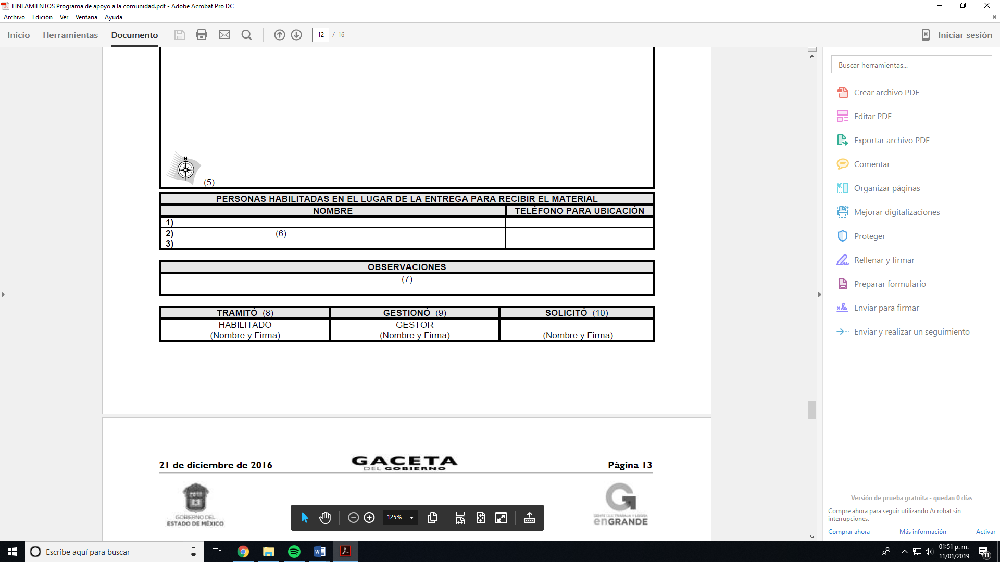 LINEAMIENTOS Programa de apoyo a la comunidad.pdf - Adobe Acrobat Pro DC
Archivo Edición Ver Ventana Ayuda
Inicio Herramientas Documento 12 / 16 Iniciar sesión
Buscar herramientas...
Crear archivo PDF
Editar PDF
Exportar archivo PDF
Comentar
Organizar páginas
Mejorar digitalizaciones
Proteger
Rellenar y firmar
Preparar formulario
Enviar para firmar
Enviar y realizar un seguimiento
N
(5)
PERSONAS HABILITADAS EN EL LUGAR DE LA ENTREGA PARA RECIBIR EL MATERIAL
NOMBRE TELÉFONO PARA UBICACIÓN
1)
2) (6)
3)
OBSERVACIONES
(7)
TRAMITÓ (8) GESTIONÓ (9) SOLICITÓ (10)
HABILITADO GESTOR
(Nombre y Firma) (Nombre y Firma) (Nombre y Firma)
21 de diciembre de 2016 GACETA DEL GOBIERNO Página 13
GOBIERNO DEL
ESTADO DE MÉXICO
GENTE QUE TRABAJA Y LOGRA
enGRANDE
125%
Versión de prueba gratuita - quedan 0 días
Compre ahora para seguir utilizando Acrobat sin
interrupciones.
Comprar ahora Más información Activar
Escribe aquí para buscar
01:51 p. m.
11/01/2019
11